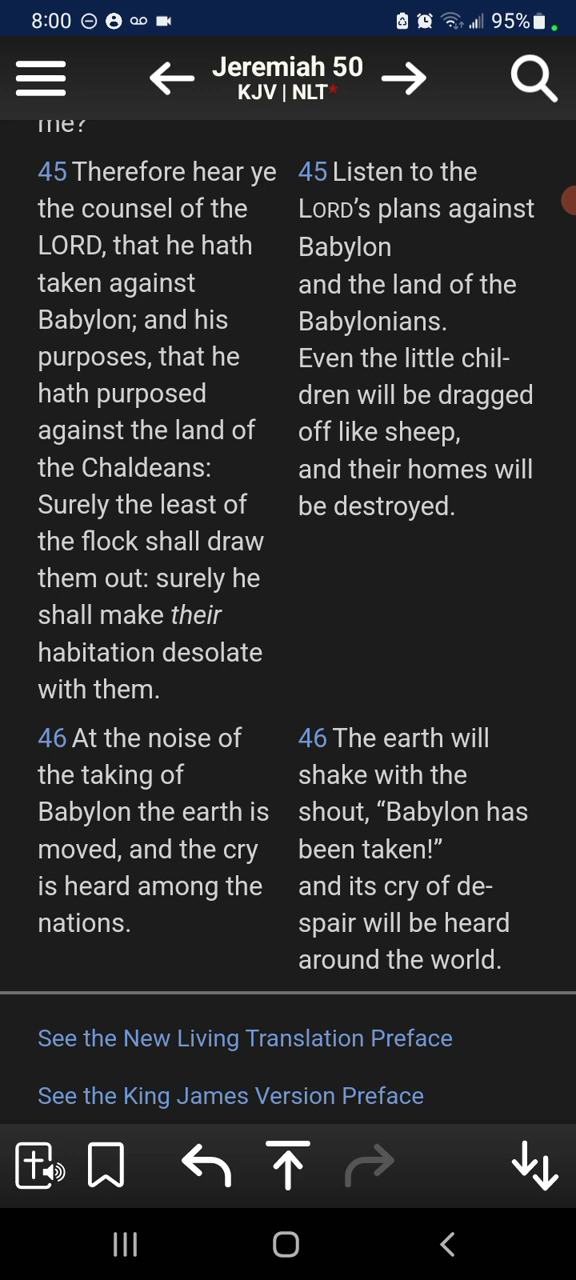 8:00
95%
Jeremiah 50
KJV | NLT*
me?
45 Therefore hear ye
the counsel of the
LORD, that he hath
taken against
Babylon; and his
purposes, that he
hath purposed
against the land of
the Chaldeans:
Surely the least of
the flock shall draw
them out: surely he
shall make their
habitation desolate
with them.
45 Listen to the
LORD’s plans against
Babylon
and the land of the
Babylonians.
Even the little chil-
dren will be dragged
off like sheep,
and their homes will
be destroyed.
46 At the noise of
the taking of
Babylon the earth is
moved, and the cry
is heard among the
nations.
46 The earth will
shake with the
shout, “Babylon has
been taken!”
and its cry of de-
spair will be heard
around the world.
See the New Living Translation Preface
See the King James Version Preface